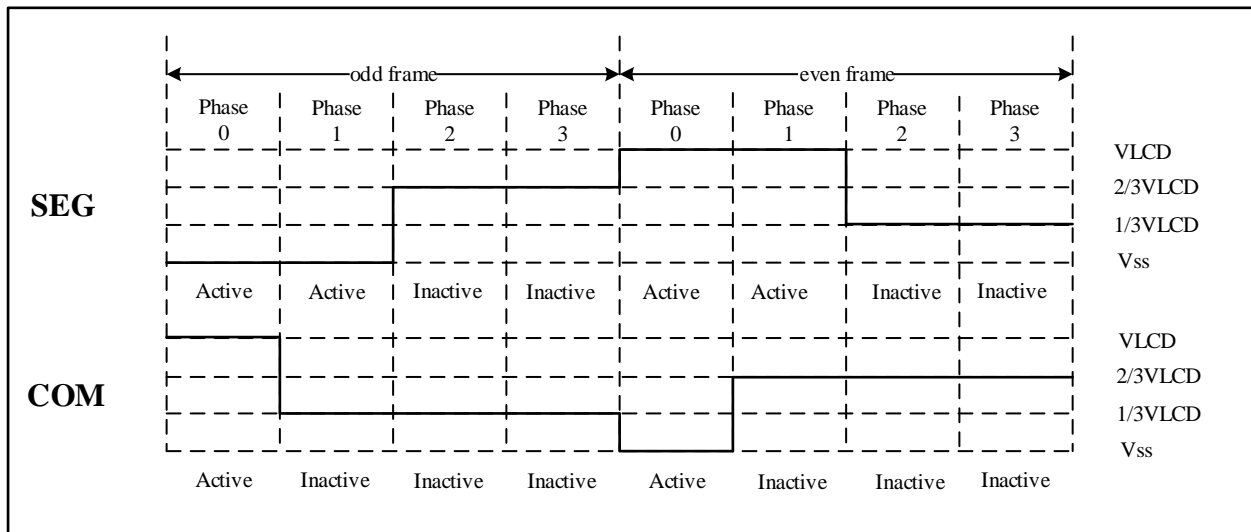 odd frame even frame
Phase Phase Phase Phase Phase Phase Phase Phase
0 1 2 3 0 1 2 3
VLCD
2/3VLCD
SEG
1/3VLCD
Vss
Active Active Inactive Inactive Active Active Inactive Inactive
VLCD
2/3VLCD
COM
1/3VLCD
Vss
Active Inactive Inactive Inactive Active Inactive Inactive Inactive